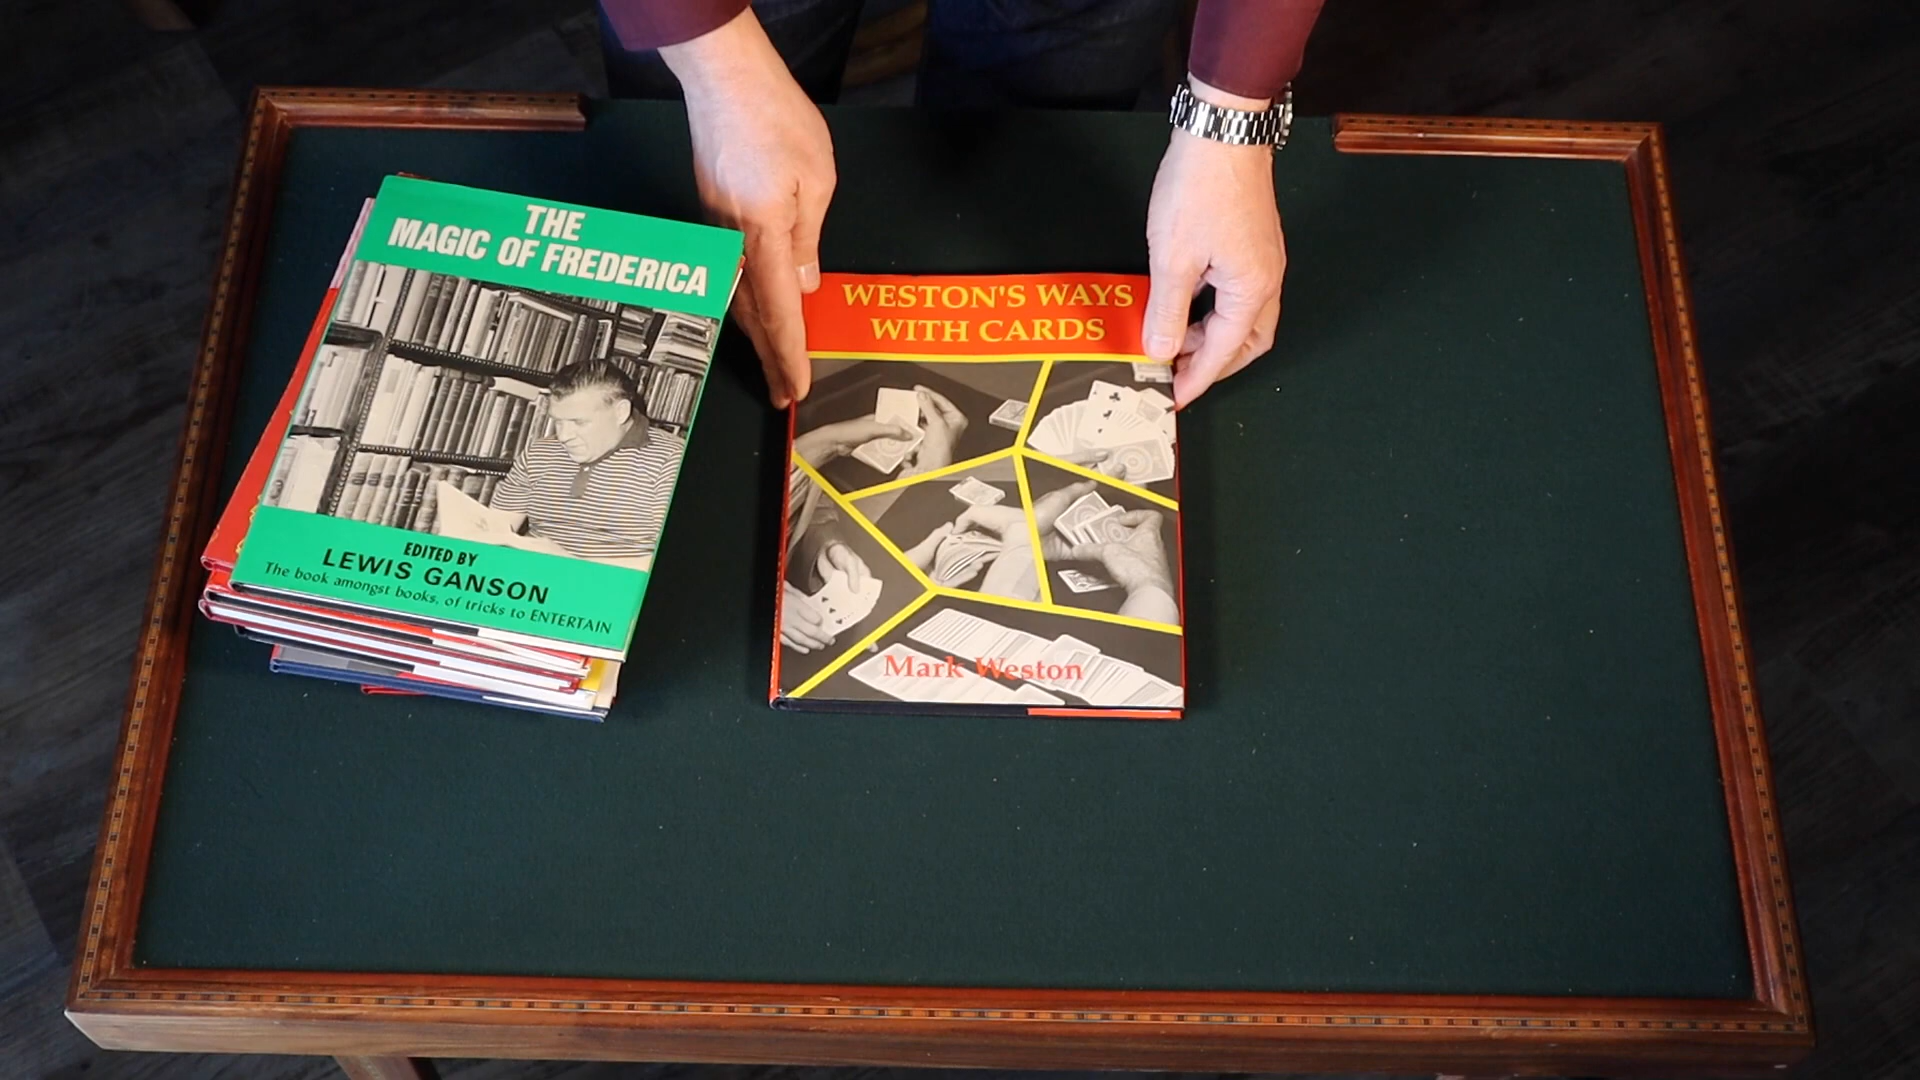 THE
MAGIC OF FREDERICA
EDITED BY
LEWIS GANSON
The book amongst books, of tricks to ENTERTAIN
WESTON'S WAYS
WITH CARDS
Mark Weston